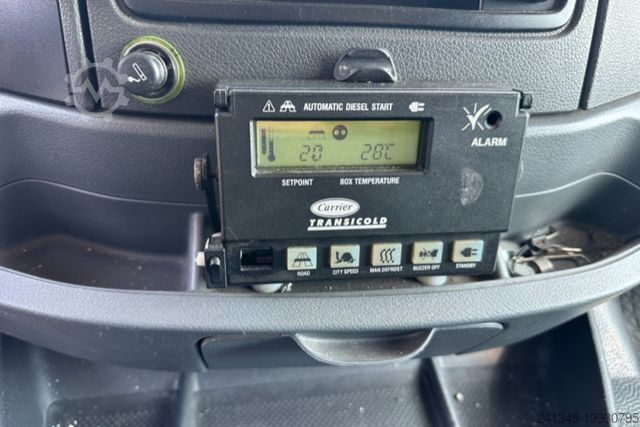 AUTOMATIC DIESEL START
ALARM
20 28C
SETPOINT BOX TEMPERATURE
Carrier
TRANSICOLD
ROAD CITY SPEED MAN.DEFROST BUZZER OFF STANDBY
241349-19930795